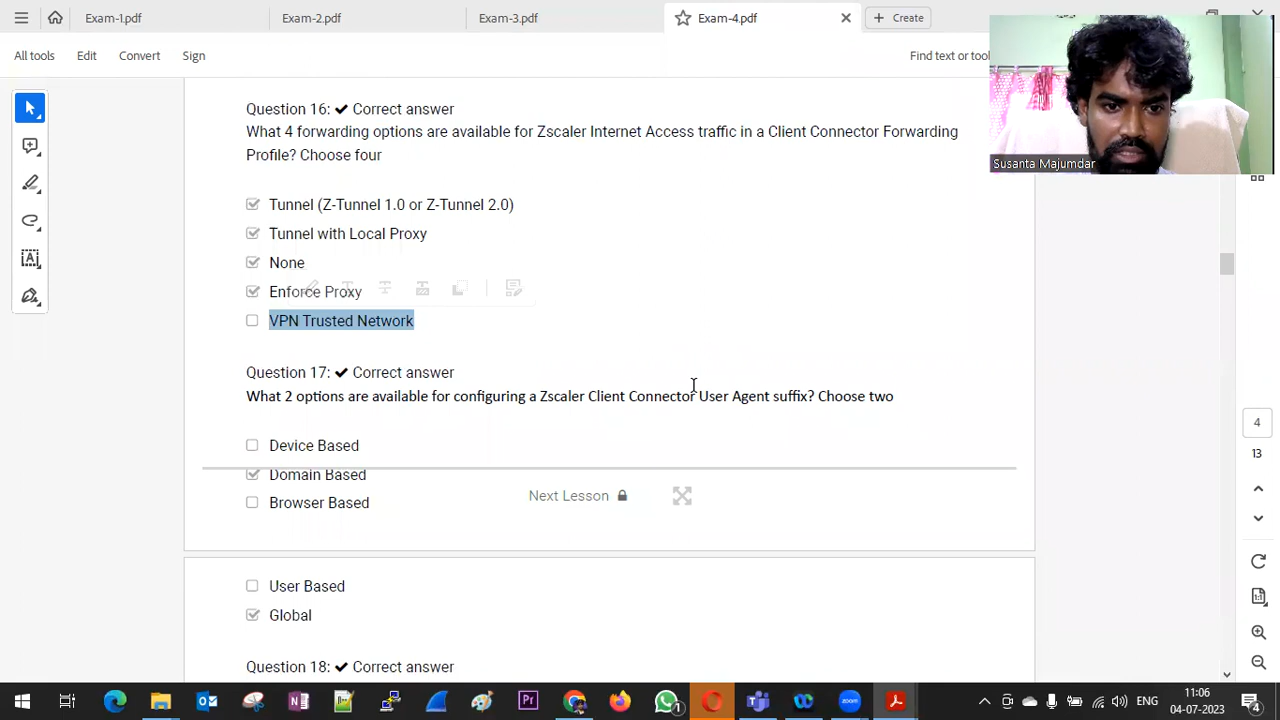 Exam-1.pdf
Exam-2.pdf
Exam-3.pdf
Exam-4.pdf
Create
All tools
Edit
Convert
Sign
Find text or tool
Susanta Majumdar
Question 16: ✔ Correct answer
What 4 forwarding options are available for Zscaler Internet Access traffic in a Client Connector Forwarding
Profile? Choose four
Tunnel (Z-Tunnel 1.0 or Z-Tunnel 2.0)
Tunnel with Local Proxy
None
Enforce Proxy
VPN Trusted Network
Question 17: ✔ Correct answer
What 2 options are available for configuring a Zscaler Client Connector User Agent suffix? Choose two
Device Based
Domain Based
Browser Based
Next Lesson
User Based
Global
Question 18: ✔ Correct answer
4
13
1:1
ENG
11:06
04-07-2023
1
4